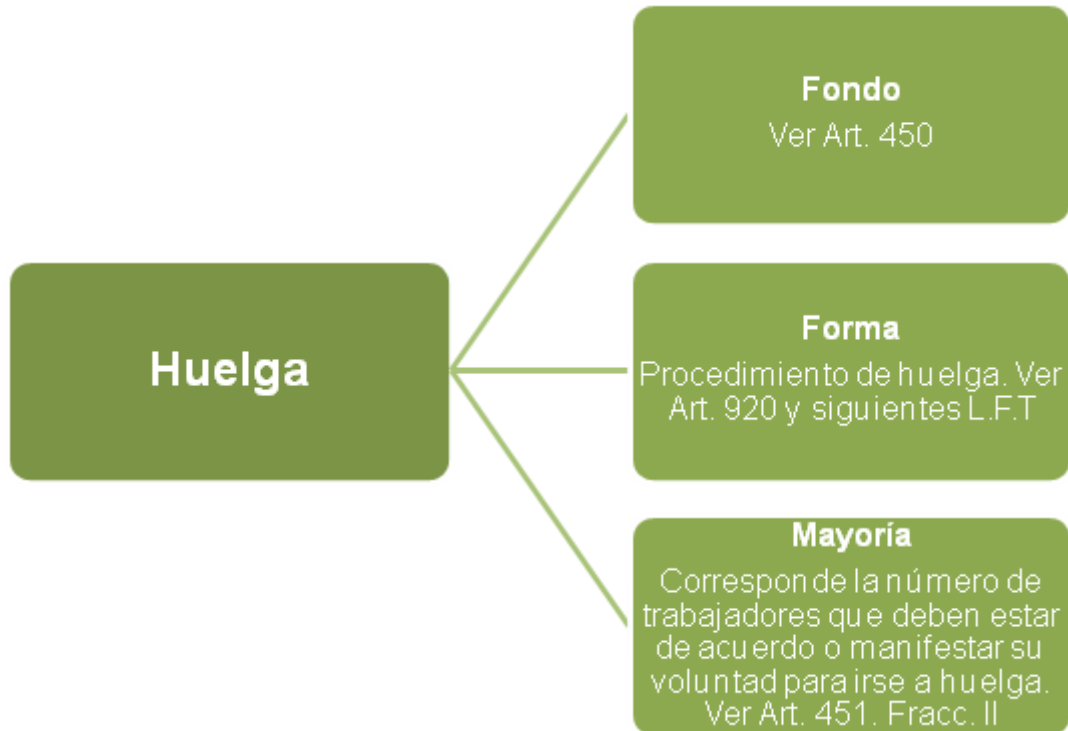 Huelga
Fondo
Ver Art. 450
Forma
Procedimiento de huelga. Ver
Art. 920 y siguientes L.F.T
Mayoría
Corresponde la número de
trabajadores que deben estar
de acuerdo o manifestar su
voluntad para irse a huelga.
Ver Art. 451. Fracc. II